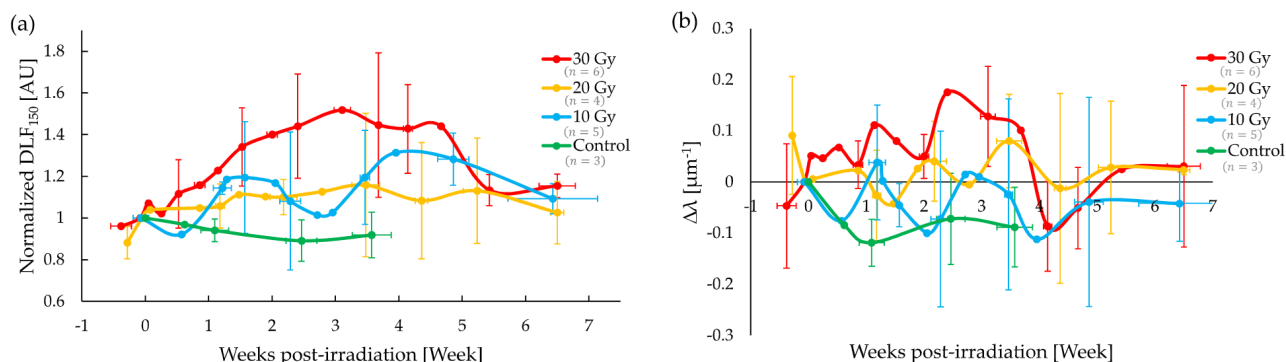 (a)
Normalized DLF150 [AU]
1.8
1.6
1.4
1.2
1
0.8
0.6
-1 0 1 2 3 4 5 6 7
Weeks post-irradiation [Week]
30 Gy
(n = 6)
20 Gy
(n = 4)
10 Gy
(n = 5)
Control
(n = 3)
(b)
Δλ [μm⁻¹]
0.3
0.2
0.1
0
-0.1
-0.2
-0.3
-1 0 1 2 3 4 5 6 7
Weeks post-irradiation [Week]
30 Gy
(n = 6)
20 Gy
(n = 4)
10 Gy
(n = 5)
Control
(n = 3)